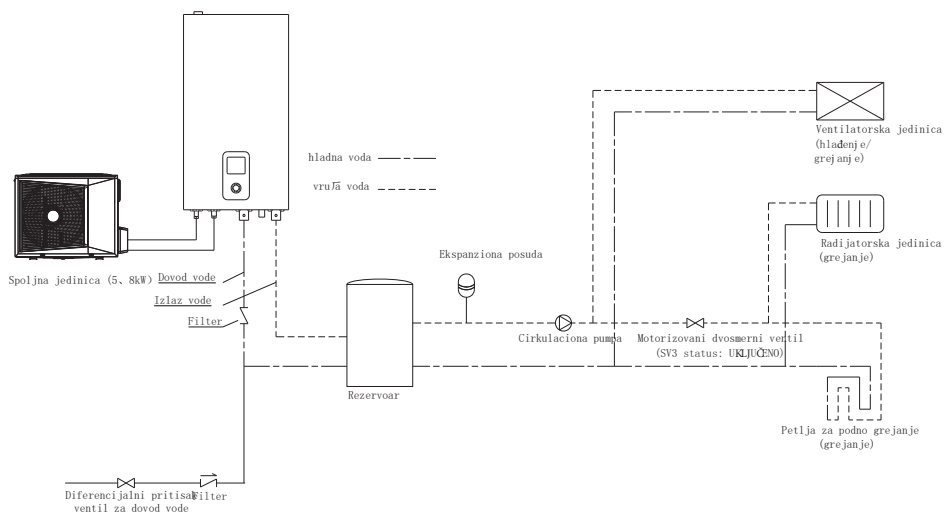 Ventilatorska jedinica
(hlađenje/
grejanje)
hladna voda
Radijatorska jedinica
(grejanje)
Ekspanziona posuda
Spoljna jedinica (5、8kW)
Dovod vode
Izlaz vode
Filter
Cirkulaciona pumpa
Motorizovani dvosmerni ventil
(SV3 status: UKLJUČENO)
Rezervoar
Petlja za podno grejanje
(grejanje)
Diferencijalni pritisak
ventil za dovod vode
Filter
voda